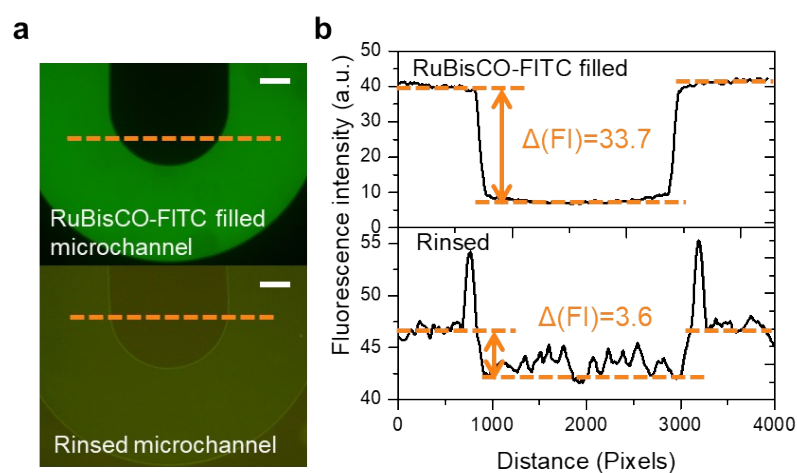 a
RuBisCO-FITC filled
microchannel
Rinsed microchannel
b
Fluorescence intensity (a.u.)
50
40
30
20
10
0
RuBisCO-FITC filled
Δ(FI)=33.7
55
50
45
40
Rinsed
Δ(FI)=3.6
0 1000 2000 3000 4000
Distance (Pixels)